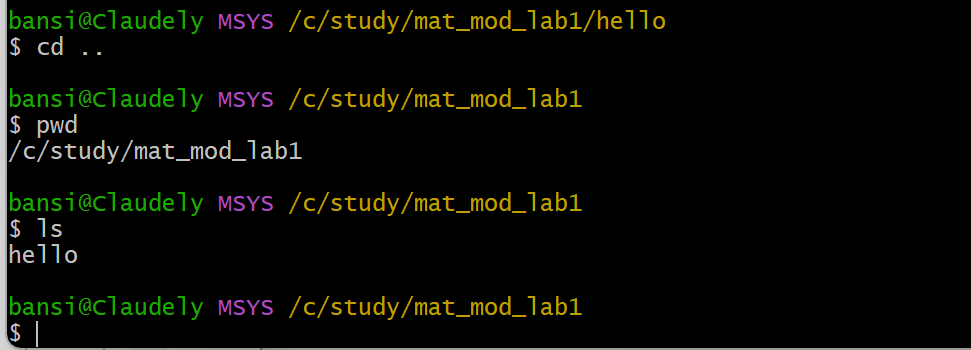 bansi@Claudely MSYS /c/study/mat_mod_lab1/hello
$ cd ..
bansi@Claudely MSYS /c/study/mat_mod_lab1
$ pwd
/c/study/mat_mod_lab1
bansi@Claudely MSYS /c/study/mat_mod_lab1
$ ls
hello
bansi@Claudely MSYS /c/study/mat_mod_lab1
$